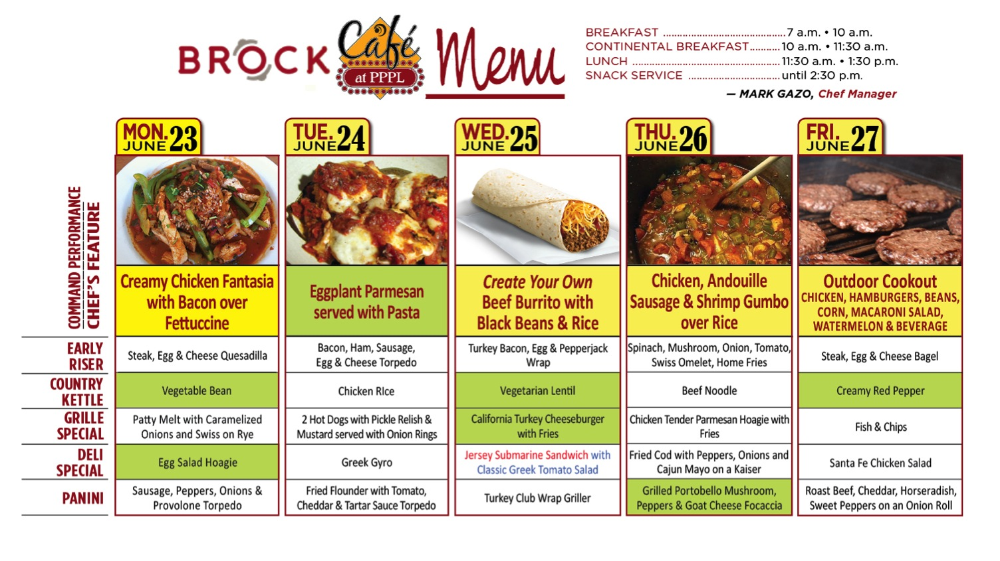 BROCK
Café
at PPPL
Menu
BREAKFAST ............................................7 a.m. • 10 a.m.
CONTINENTAL BREAKFAST...........10 a.m. • 11:30 a.m.
LUNCH .....................................................11:30 a.m. • 1:30 p.m.
SNACK SERVICE .................................until 2:30 p.m.
— MARK GAZO, Chef Manager
MON.
JUNE 23
TUE.
JUNE 24
WED.
JUNE 25
THU.
JUNE 26
FRI.
JUNE 27
COMMAND PERFORMANCE
CHEF'S FEATURE
Creamy Chicken Fantasia
with Bacon over
Fettuccine
Eggplant Parmesan
served with Pasta
Create Your Own
Beef Burrito with
Black Beans & Rice
Chicken, Andouille
Sausage & Shrimp Gumbo
over Rice
Outdoor Cookout
CHICKEN, HAMBURGERS, BEANS,
CORN, MACARONI SALAD,
WATERMELON & BEVERAGE
EARLY
RISER
Steak, Egg & Cheese Quesadilla
Bacon, Ham, Sausage,
Egg & Cheese Torpedo
Turkey Bacon, Egg & Pepperjack
Wrap
Spinach, Mushroom, Onion, Tomato,
Swiss Omelet, Home Fries
Steak, Egg & Cheese Bagel
COUNTRY
KETTLE
Vegetable Bean
Chicken RIce
Vegetarian Lentil
Beef Noodle
Creamy Red Pepper
GRILLE
SPECIAL
Patty Melt with Caramelized
Onions and Swiss on Rye
2 Hot Dogs with Pickle Relish &
Mustard served with Onion Rings
California Turkey Cheeseburger
with Fries
Chicken Tender Parmesan Hoagie with
Fries
Fish & Chips
DELI
SPECIAL
Egg Salad Hoagie
Greek Gyro
Jersey Submarine Sandwich with
Classic Greek Tomato Salad
Fried Cod with Peppers, Onions and
Cajun Mayo on a Kaiser
Santa Fe Chicken Salad
PANINI
Sausage, Peppers, Onions &
Provolone Torpedo
Fried Flounder with Tomato,
Cheddar & Tartar Sauce Torpedo
Turkey Club Wrap Griller
Grilled Portobello Mushroom,
Peppers & Goat Cheese Focaccia
Roast Beef, Cheddar, Horseradish,
Sweet Peppers on an Onion Roll